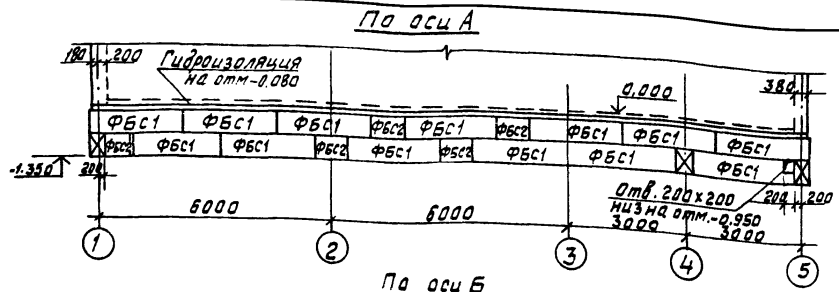 По оси А
180 200
Гидроизоляция
на отм-0.080
0,000
380
ФБС1 ФБС1 ФБС1 ФБС2 ФБС1 ФБС2 ФБС1 ФБС1 ФБС1
ФБС2 ФБС1 ФБС1 ФБС2 ФБС1 ФБС2 ФБС1 ФБС1 ФБС1
-1.350
200
Отв. 200х200
низ на отм.-0,950
200 200
6000 6000 3000 3000
1 2 3 4 5
По оси Б